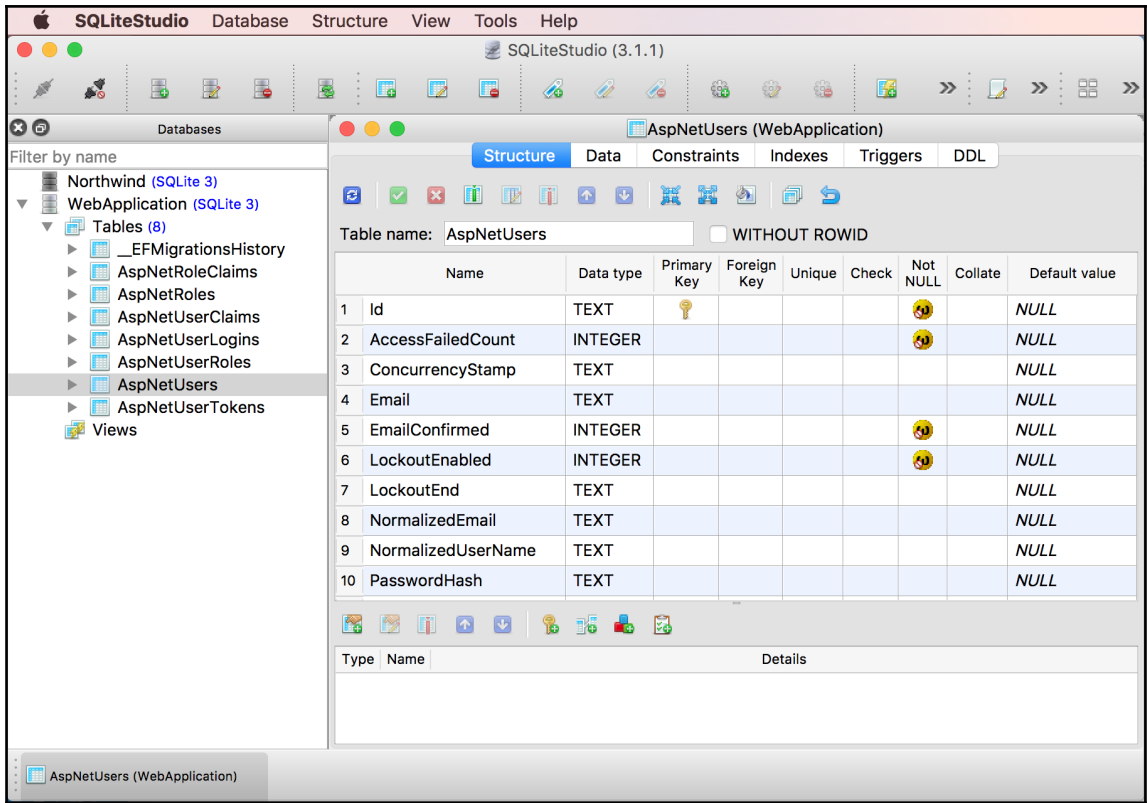 SQLiteStudio Database Structure View Tools Help
SQLiteStudio (3.1.1)
Databases
Filter by name
Northwind (SQLite 3)
WebApplication (SQLite 3)
Tables (8)
__EFMigrationsHistory
AspNetRoleClaims
AspNetRoles
AspNetUserClaims
AspNetUserLogins
AspNetUserRoles
AspNetUsers
AspNetUserTokens
Views
AspNetUsers (WebApplication)
Structure Data Constraints Indexes Triggers DDL
Table name: AspNetUsers WITHOUT ROWID
Name Data type Primary Key Foreign Key Unique Check Not NULL Collate Default value
1 Id TEXT NULL
2 AccessFailedCount INTEGER NULL
3 ConcurrencyStamp TEXT NULL
4 Email TEXT NULL
5 EmailConfirmed INTEGER NULL
6 LockoutEnabled INTEGER NULL
7 LockoutEnd TEXT NULL
8 NormalizedEmail TEXT NULL
9 NormalizedUserName TEXT NULL
10 PasswordHash TEXT NULL
Type Name Details
AspNetUsers (WebApplication)